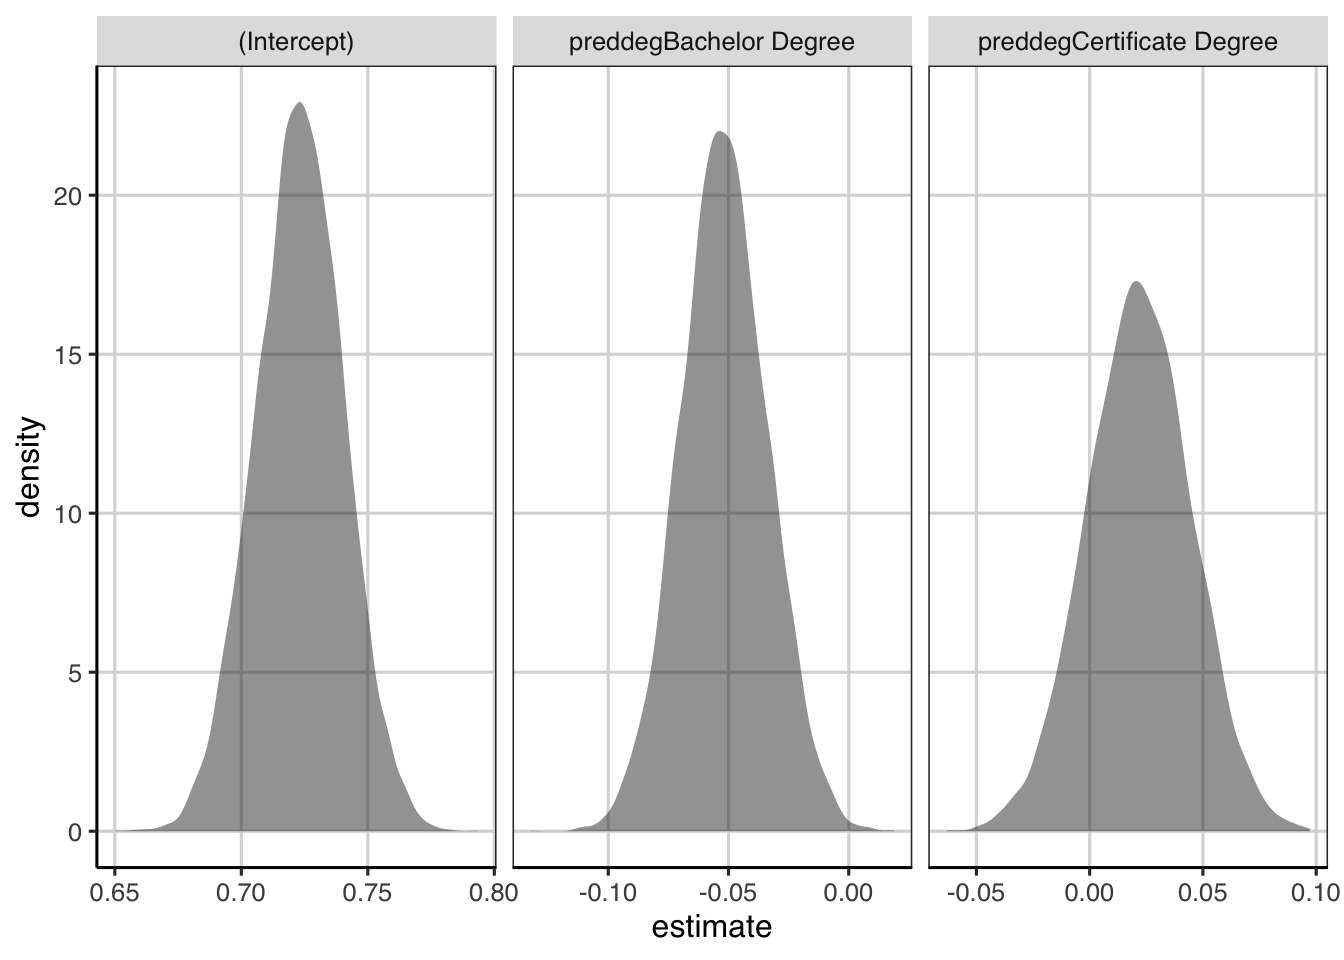 (Intercept) preddegBachelor Degree preddegCertificate Degree
20
15
10
5
0
density
0.65 0.70 0.75 0.80 -0.10 -0.05 0.00 -0.05 0.00 0.05 0.10
estimate